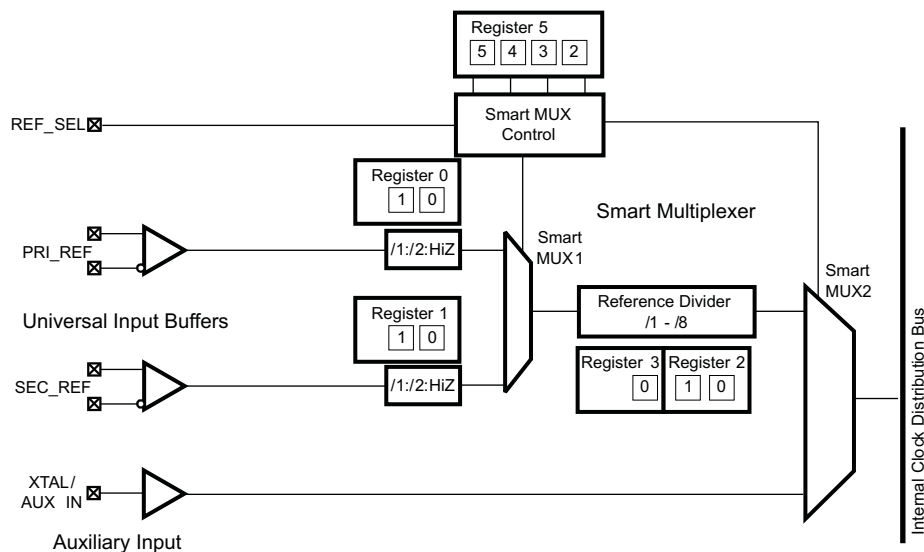 Register 5
5 4 3 2
REF_SEL
Smart MUX
Control
Register 0
1 0
Smart Multiplexer
PRI_REF
/1:/2:HiZ
Smart
MUX1
Smart
MUX2
Universal Input Buffers
Register 1
1 0
Reference Divider
/1 - /8
Register 3
0
Register 2
1 0
SEC_REF
/1:/2:HiZ
XTAL/
AUX IN
Auxiliary Input
Internal Clock Distribution Bus